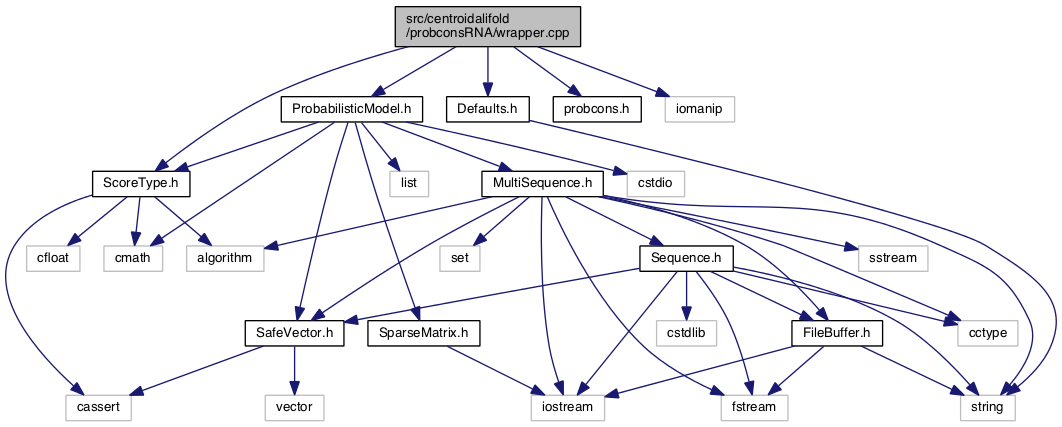 src/centroidalifold
/probconsRNA/wrapper.cpp
ProbabilisticModel.h
Defaults.h
probcons.h
iomanip
ScoreType.h
list
MultiSequence.h
cstdio
cfloat
cmath
algorithm
set
Sequence.h
sstream
SafeVector.h
SparseMatrix.h
cstdlib
FileBuffer.h
cctype
cassert
vector
iostream
fstream
string